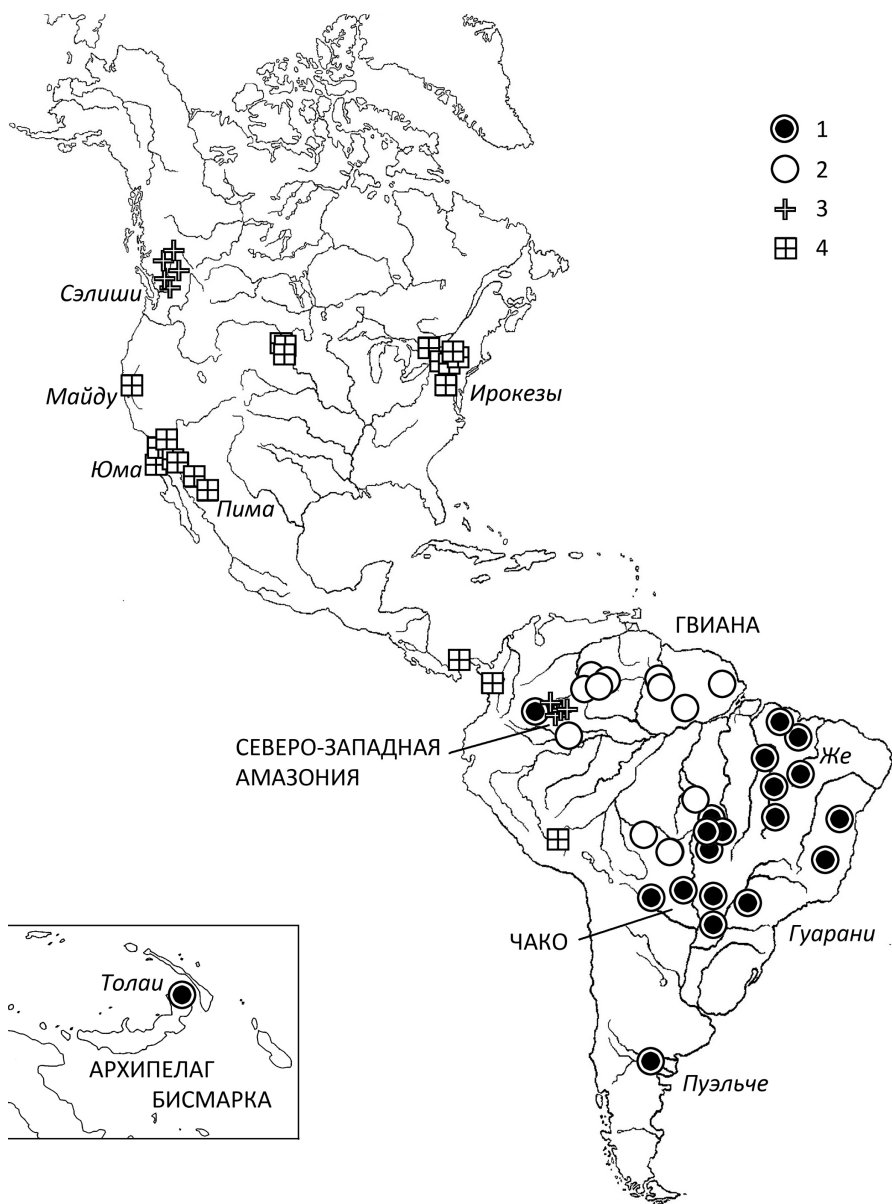 1
2
3
4
Сэлиши
Майду
Ирокезы
Юма
Пима
ГВИАНА
СЕВЕРО-ЗАПАДНАЯ
АМАЗОНИЯ
Же
ЧАКО
Гуарани
Толаи
АРХИПЕЛАГ
БИСМАРКА
Пуэльче